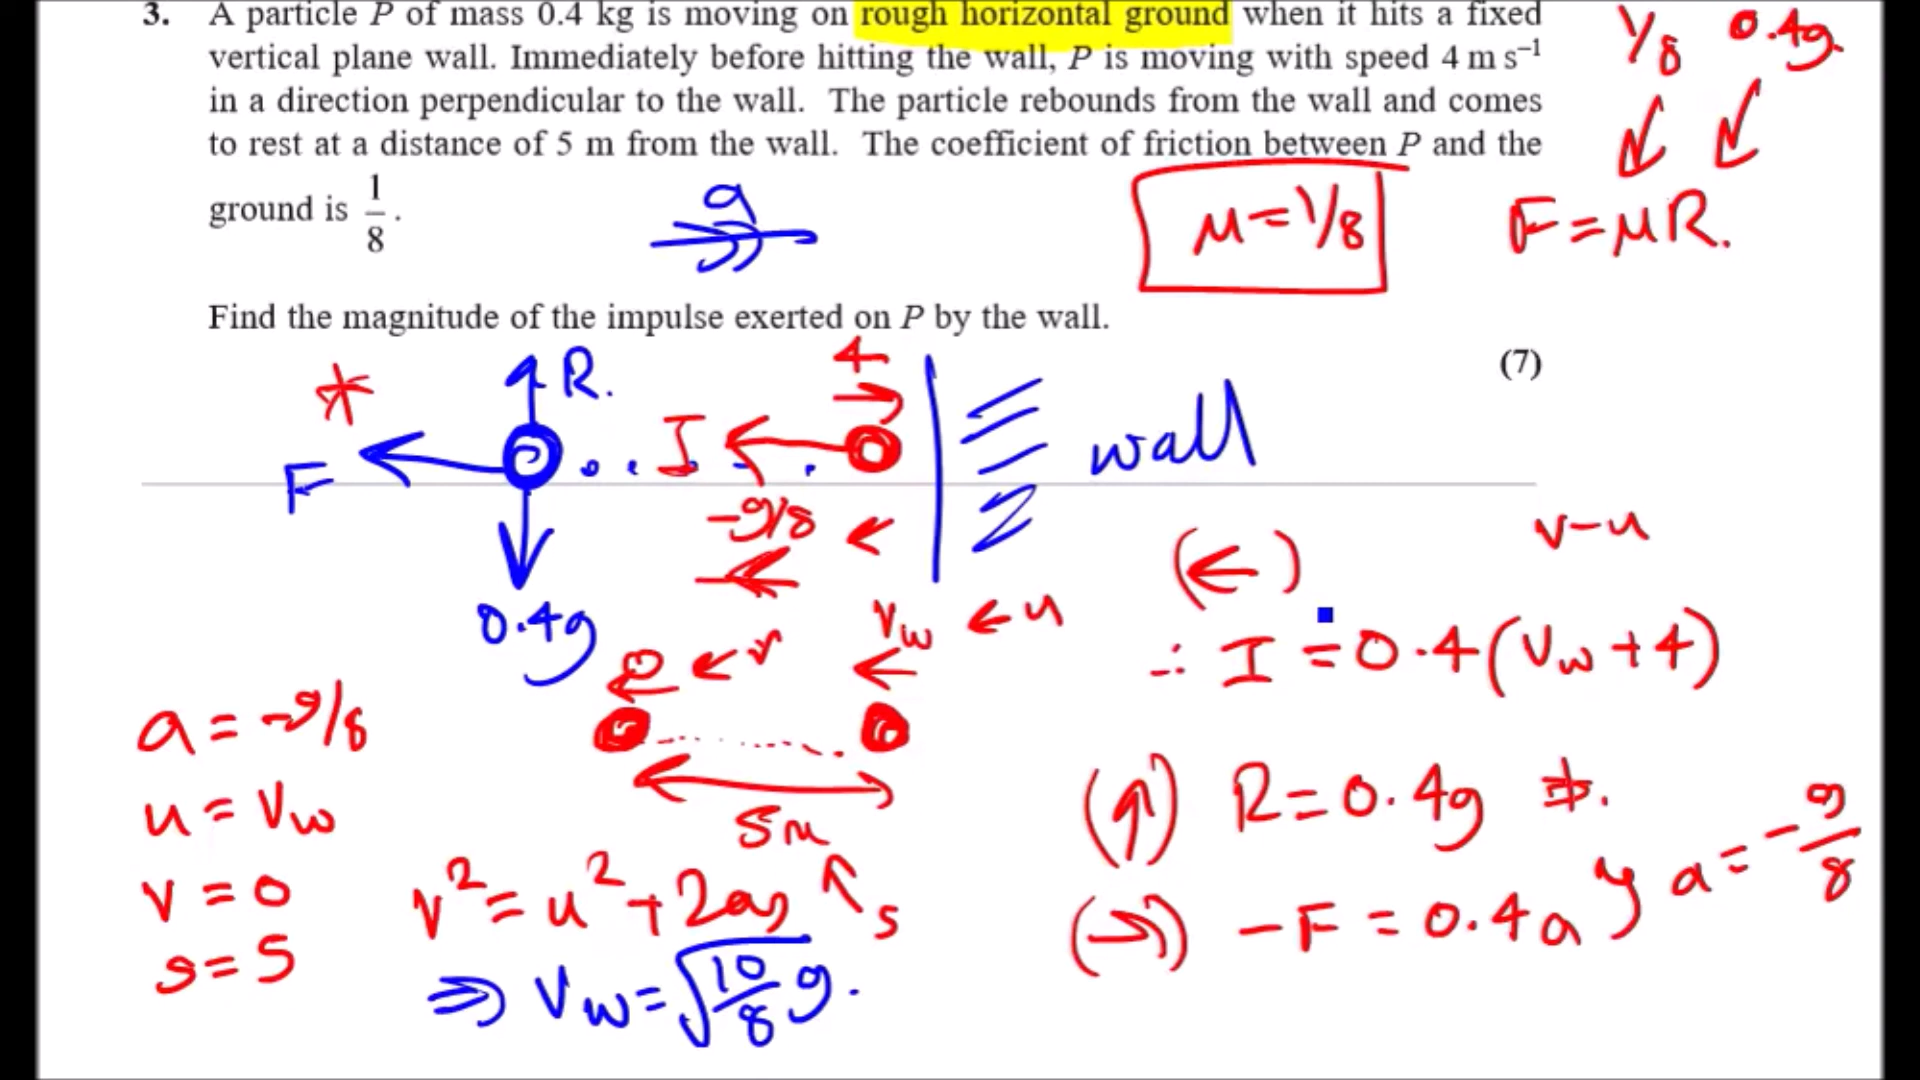 3. A particle P of mass 0.4 kg is moving on rough horizontal ground when it hits a fixed
vertical plane wall. Immediately before hitting the wall, P is moving with speed 4 m s⁻¹
in a direction perpendicular to the wall. The particle rebounds from the wall and comes
to rest at a distance of 5 m from the wall. The coefficient of friction between P and the
ground is 1/8.
Find the magnitude of the impulse exerted on P by the wall.
(7)
1/8 0.4g.
F = μR.
μ = 1/8
a
R.
F
0.4g
I
4
wall
-g/8
v - u
(←)
∴ I = 0.4(Vw + 4)
Vw ← u
0 ← v
5m
a = -g/8
u = Vw
v = 0
s = 5
v² = u² + 2as
s
⇒ Vw = √(10/8 g).
(↑) R = 0.4g
(→) -F = 0.4a } a = -g/8